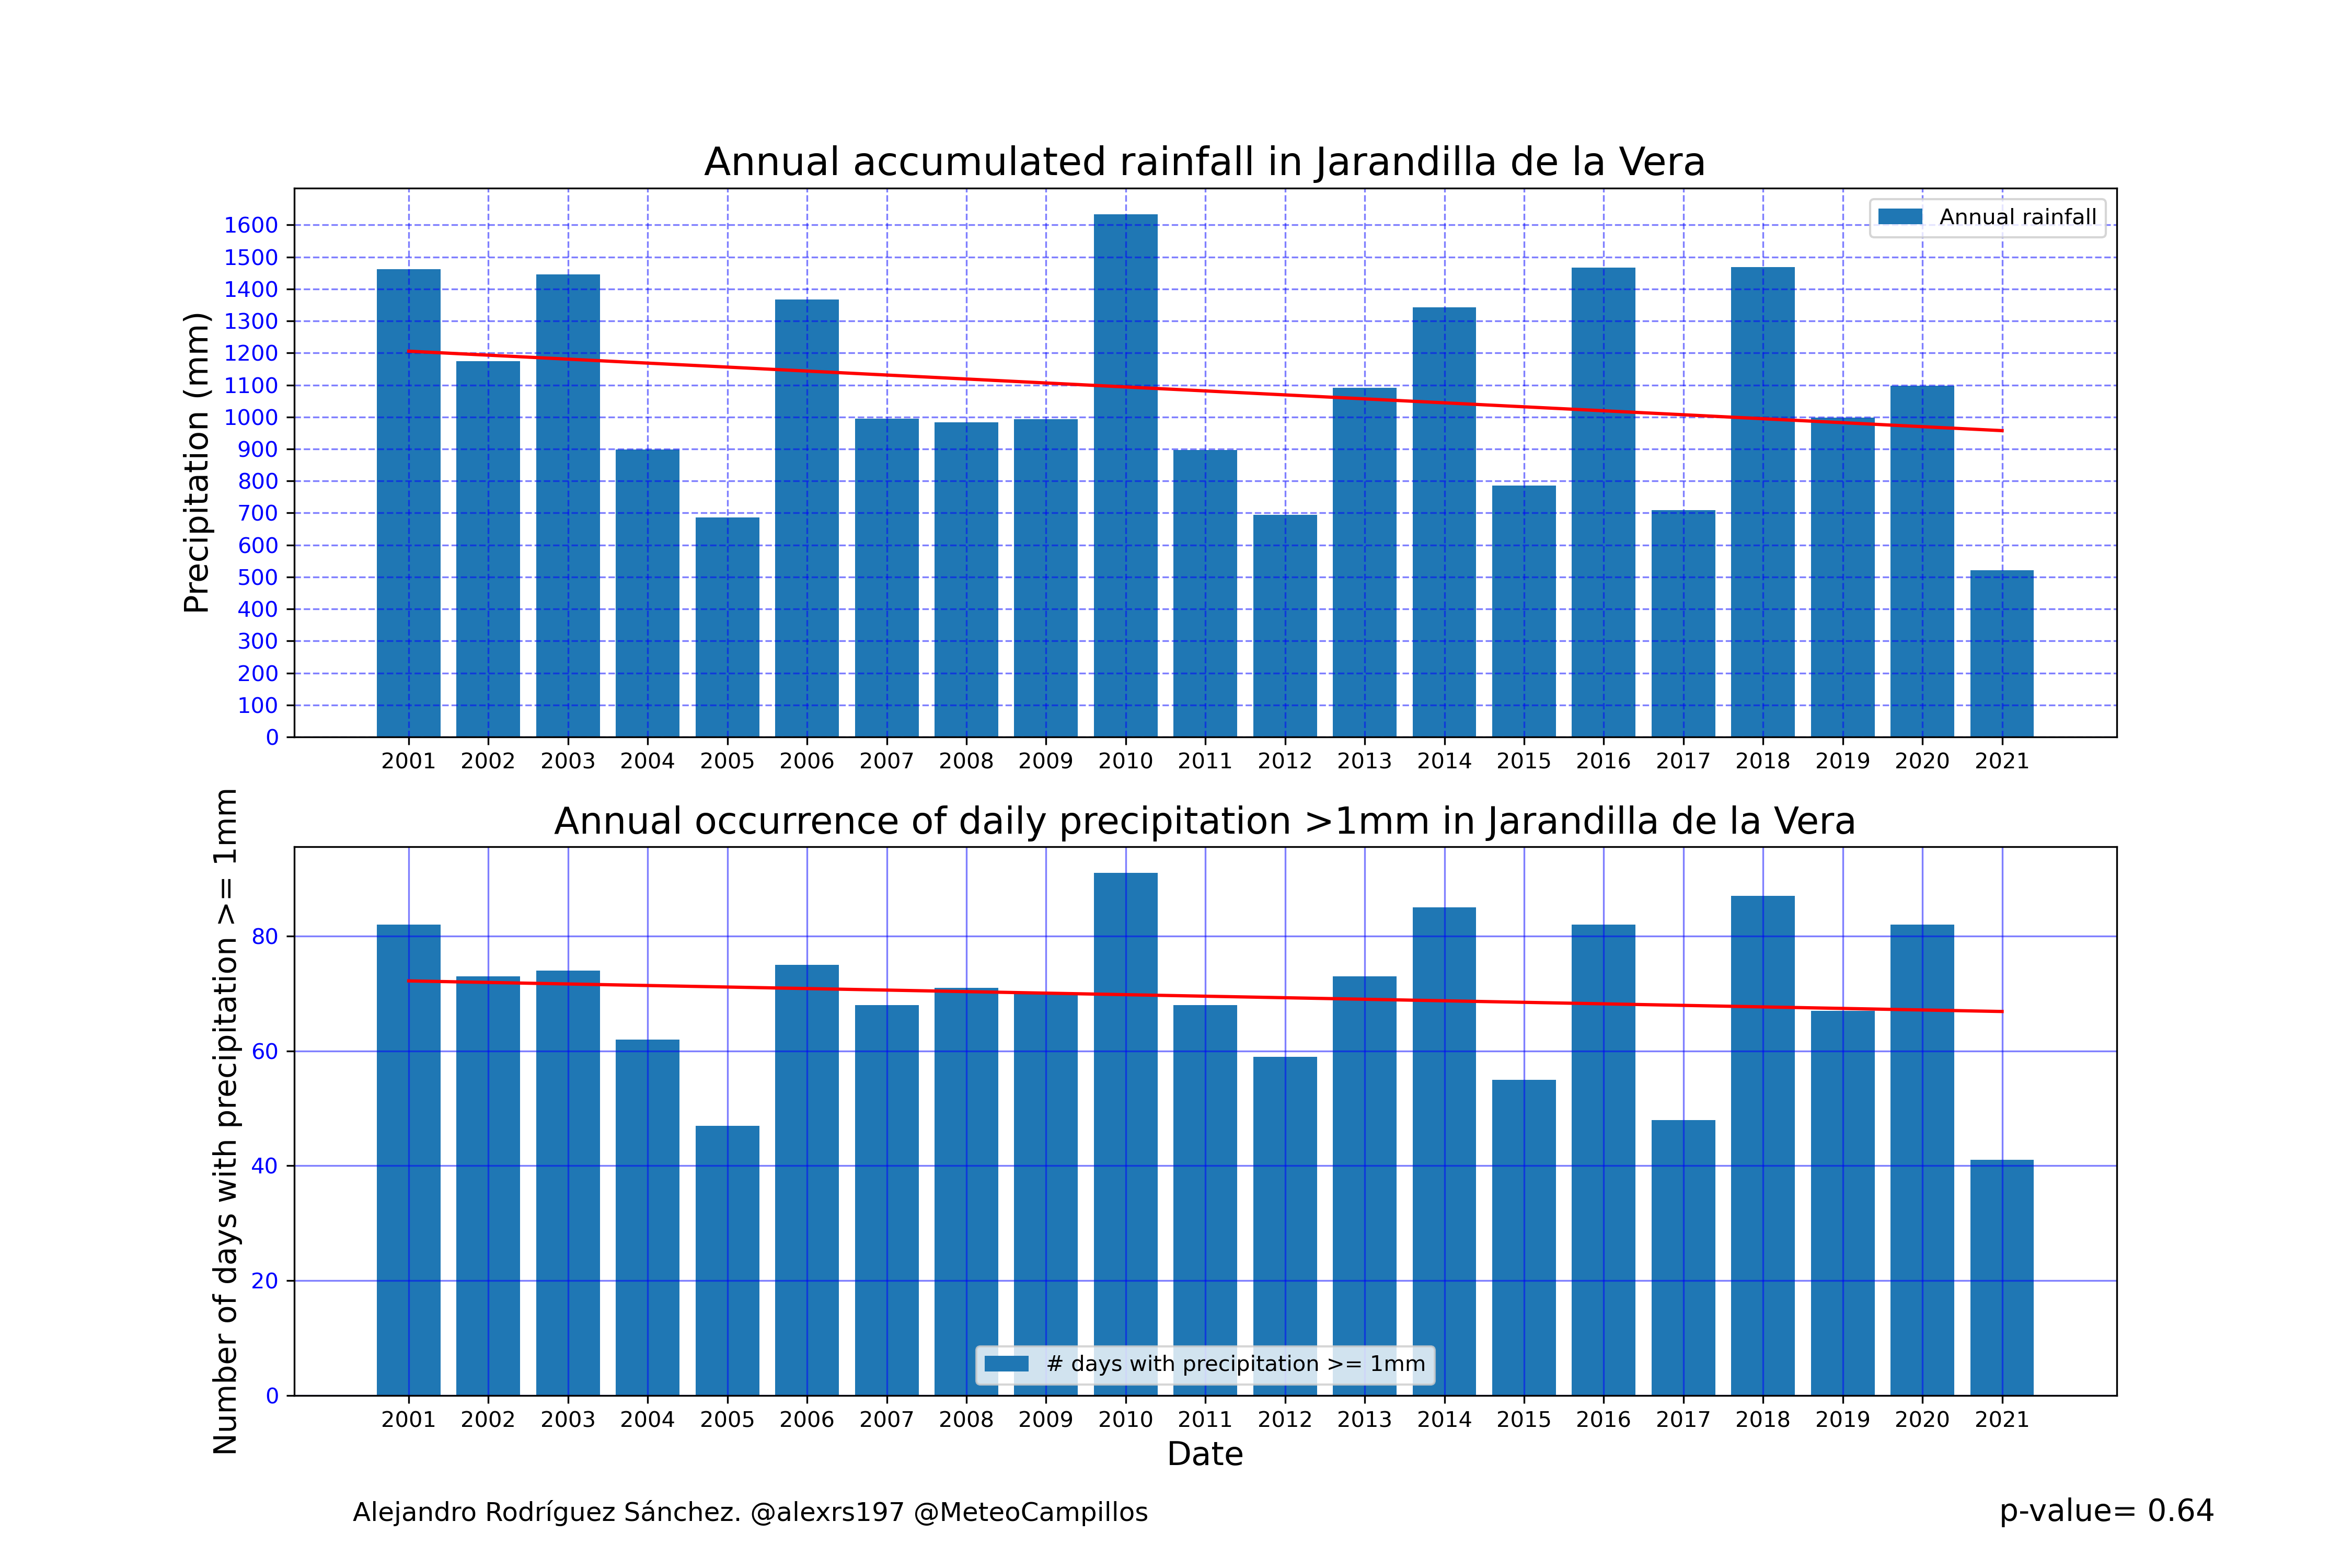 Annual accumulated rainfall in Jarandilla de la Vera
Precipitation (mm)
1600
1500
1400
1300
1200
1100
1000
900
800
700
600
500
400
300
200
100
0
Annual rainfall
2001 2002 2003 2004 2005 2006 2007 2008 2009 2010 2011 2012 2013 2014 2015 2016 2017 2018 2019 2020 2021
Annual occurrence of daily precipitation >1mm in Jarandilla de la Vera
Number of days with precipitation >= 1mm
80
60
40
20
0
# days with precipitation >= 1mm
2001 2002 2003 2004 2005 2006 2007 2008 2009 2010 2011 2012 2013 2014 2015 2016 2017 2018 2019 2020 2021
Date
Alejandro Rodríguez Sánchez. @alexrs197 @MeteoCampillos
p-value= 0.64